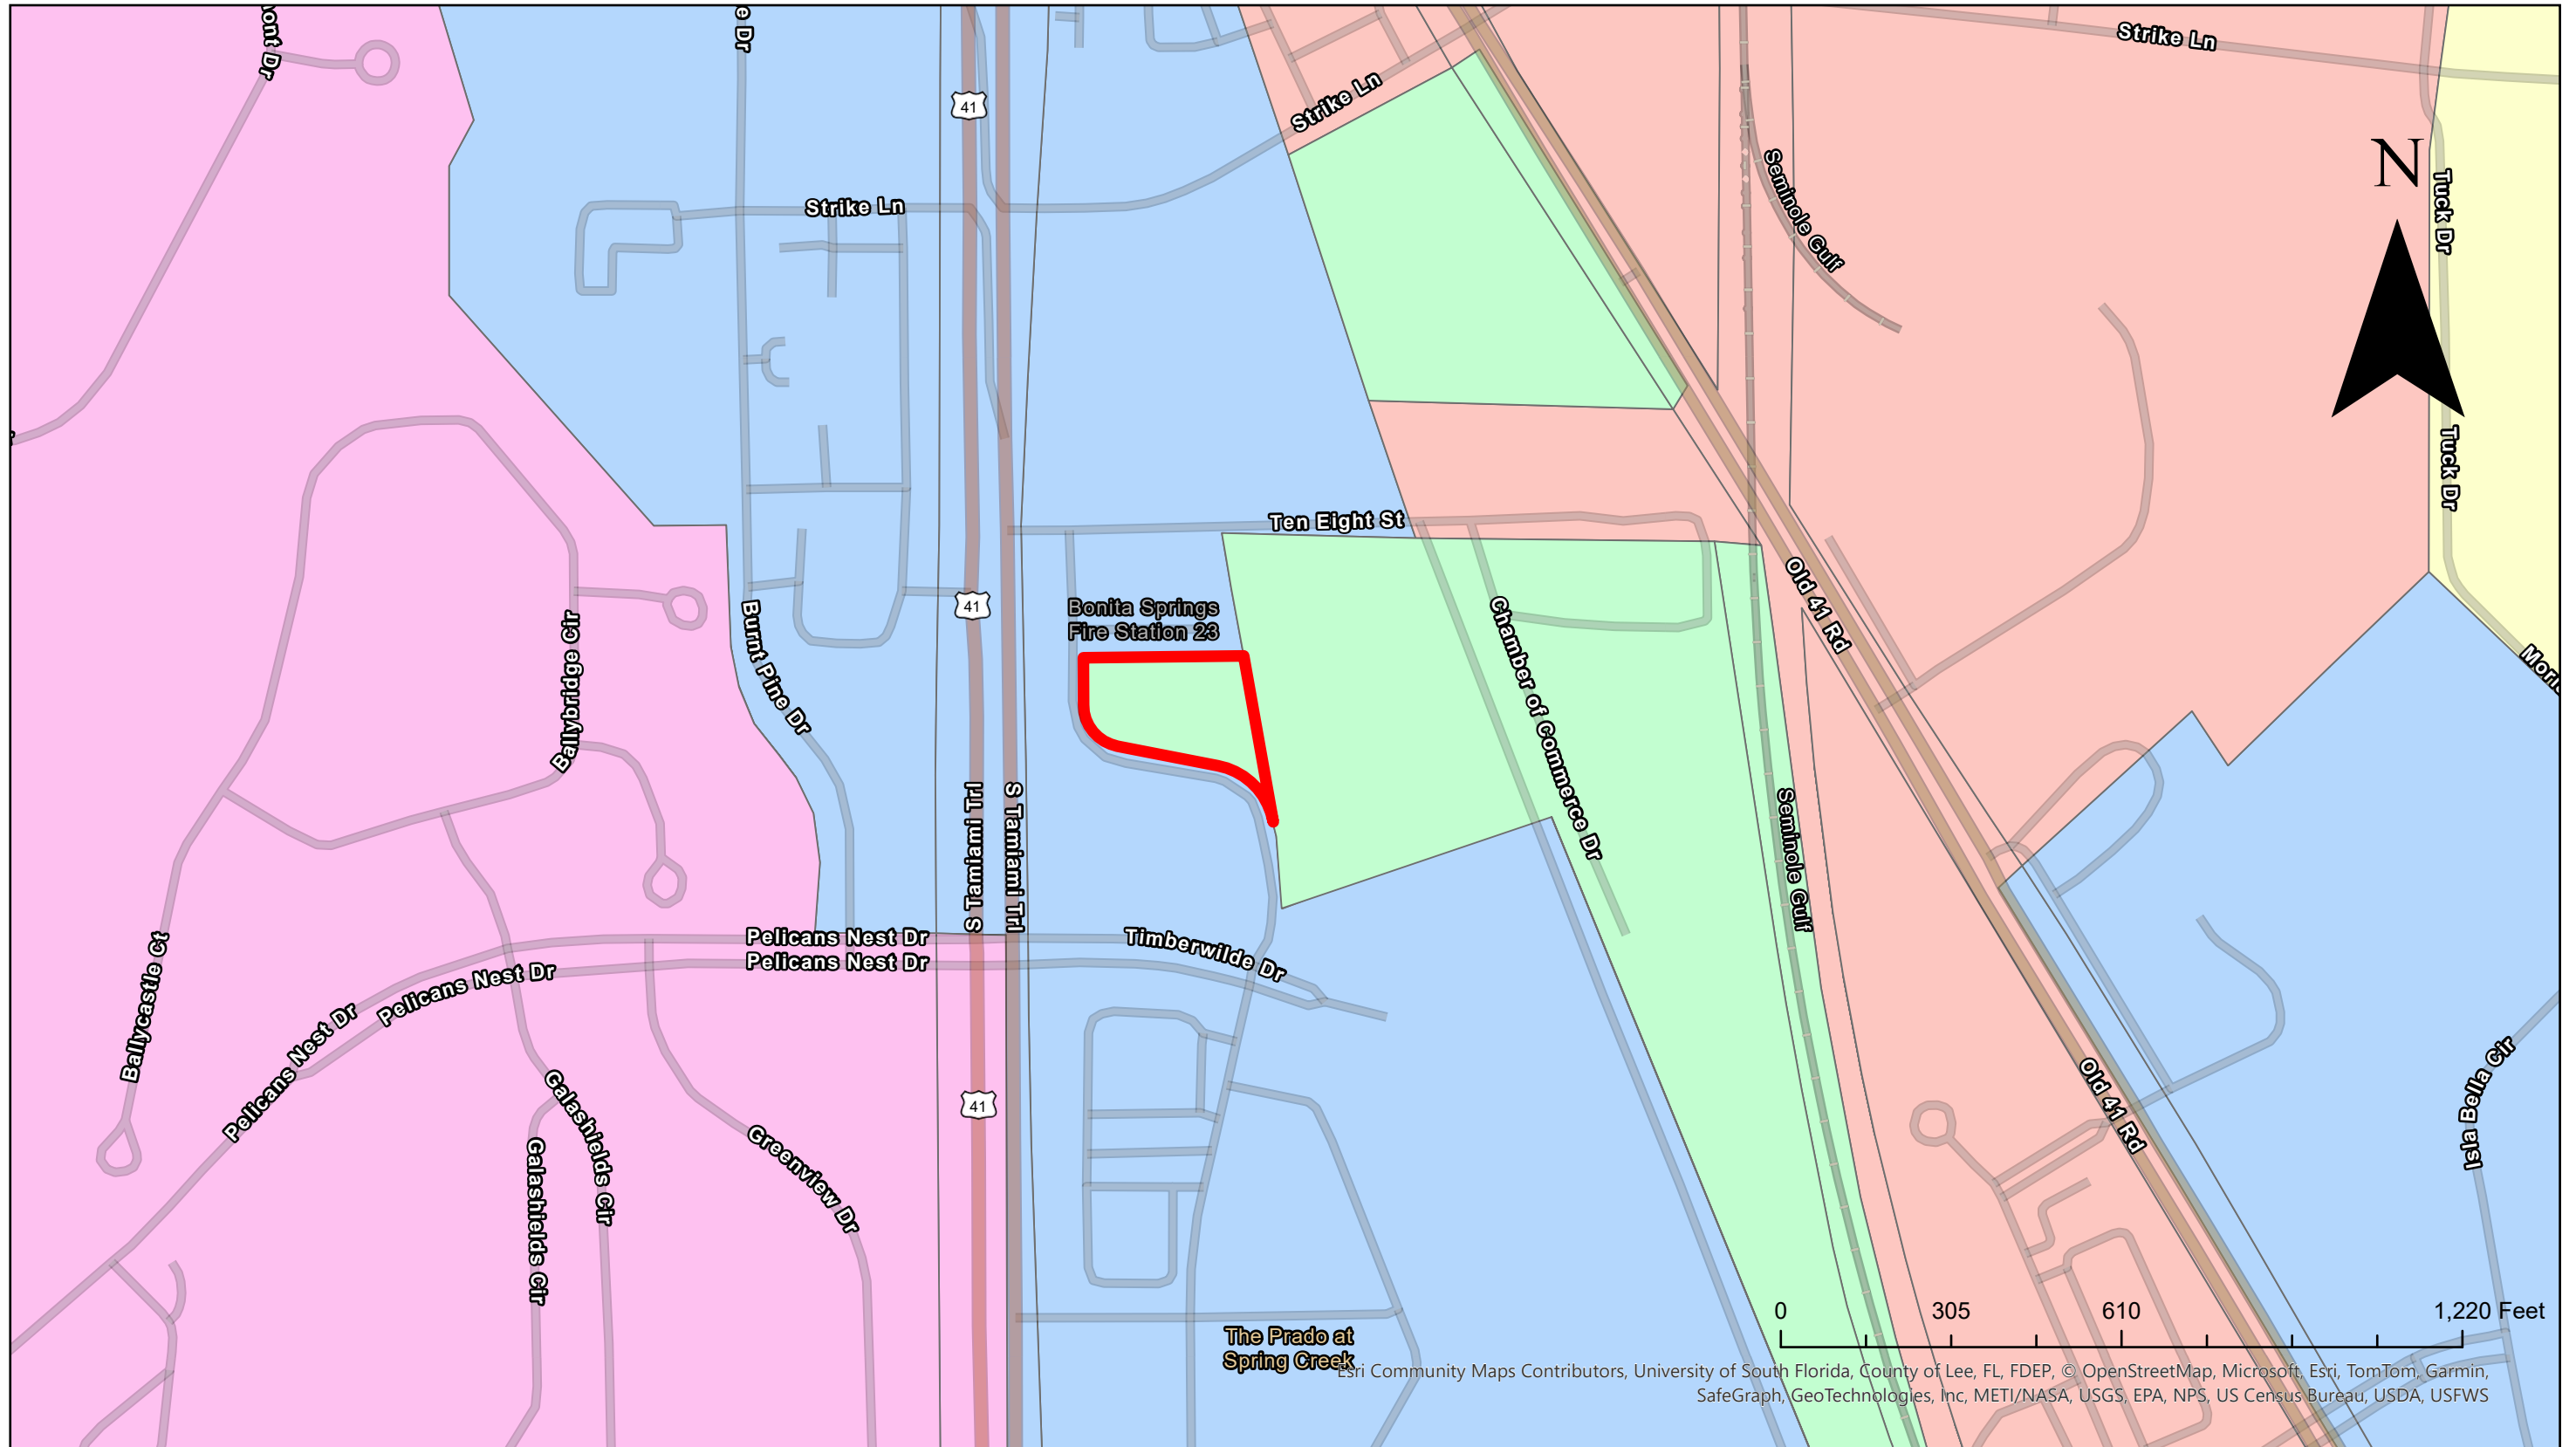 ont Dr
e Dr
Strike Ln
41
Strike Ln
N
Seminole Gulf
Tuck Dr
Strike Ln
Tuck Dr
Ten Eight St
Old 41 Rd
41
Bonita Springs
Fire Station 23
Chamber of Commerce Dr
Burnt Pine Dr
Ballybridge Cir
S Tamiami Trl
S Tamiami Trl
Seminole Gulf
Pelicans Nest Dr
Pelicans Nest Dr
Timberwilde Dr
Pelicans Nest Dr
Pelicans Nest Dr
Ballycastle Ct
41
Galashields Cir
Galashields Cir
Greenview Dr
Old 41 Rd
Isla Bella Cir
0 305 610 1,220 Feet
The Prado at
Spring Creek
Esri Community Maps Contributors, University of South Florida, County of Lee, FL, FDEP, © OpenStreetMap, Microsoft, Esri, TomTom, Garmin,
SafeGraph, GeoTechnologies, Inc, METI/NASA, USGS, EPA, NPS, US Census Bureau, USDA, USFWS